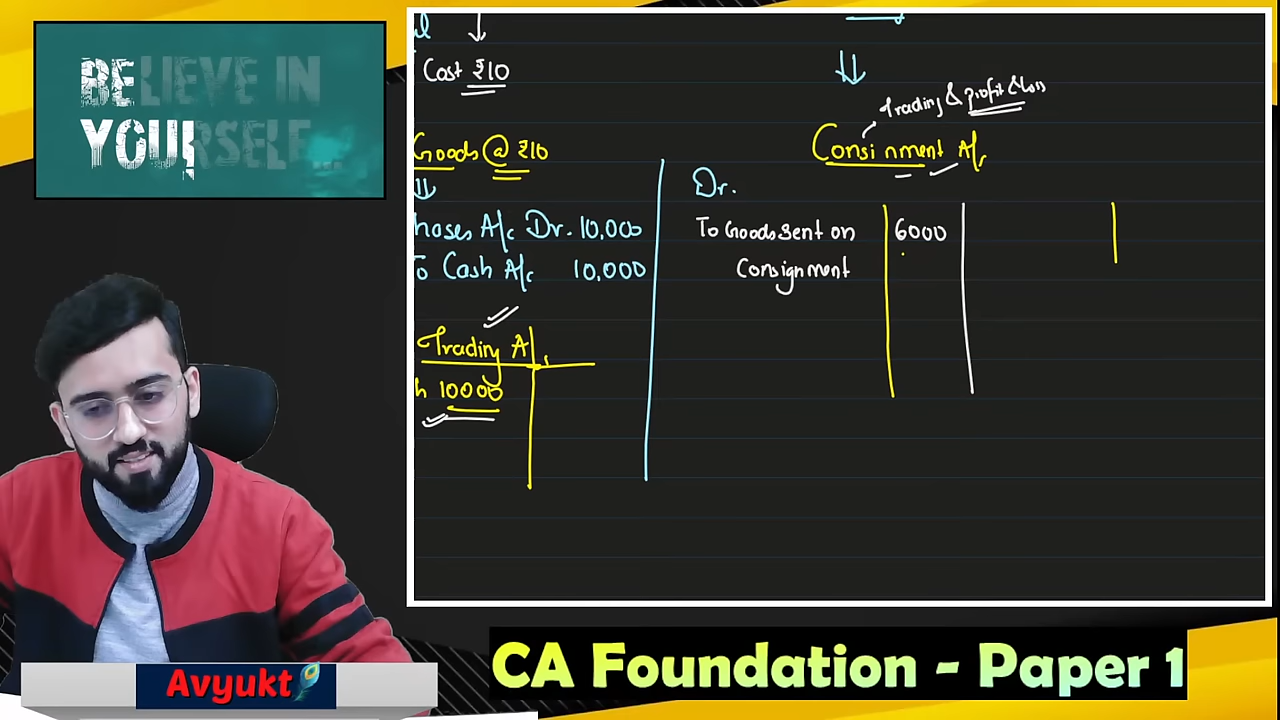 BELIEVE IN
YOURSELF...
Cost ₹10
Goods @ ₹10
hases A/c Dr. 10,000
To Cash A/c 10,000
Trading A/
h 10000
Trading & profit & loss
Consinment A/c
Dr.
To Goods sent on 6000
Consignment
Avyukt
CA Foundation - Paper 1